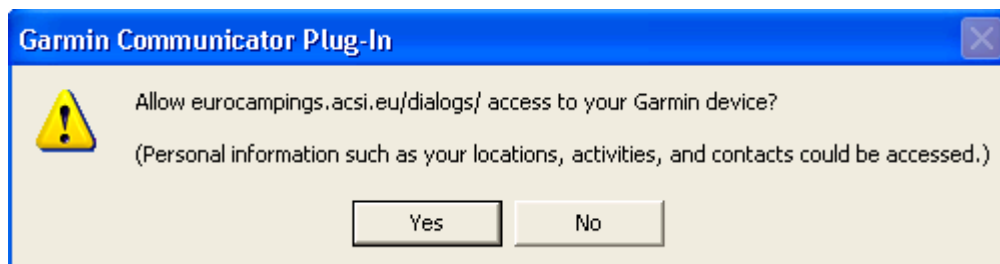 Garmin Communicator Plug-In
Allow eurocampings.acsi.eu/dialogs/ access to your Garmin device?
(Personal information such as your locations, activities, and contacts could be accessed.)
Yes No